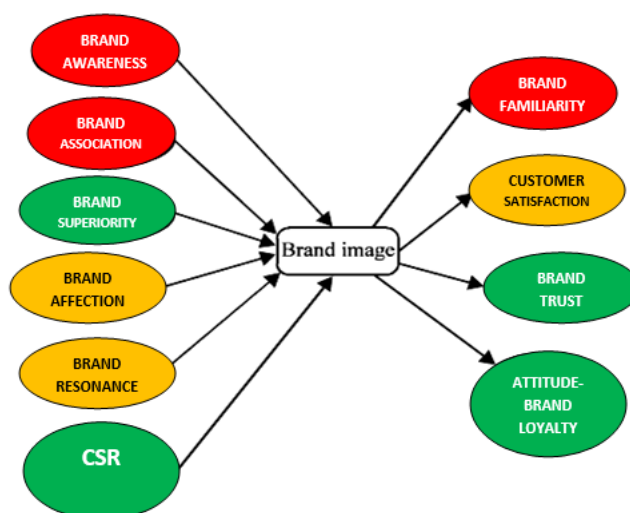 BRAND
AWARENESS
BRAND
ASSOCIATION
BRAND
SUPERIORITY
BRAND
AFFECTION
BRAND
RESONANCE
CSR
Brand image
BRAND
FAMILIARITY
CUSTOMER
SATISFACTION
BRAND
TRUST
ATTITUDE-
BRAND
LOYALTY